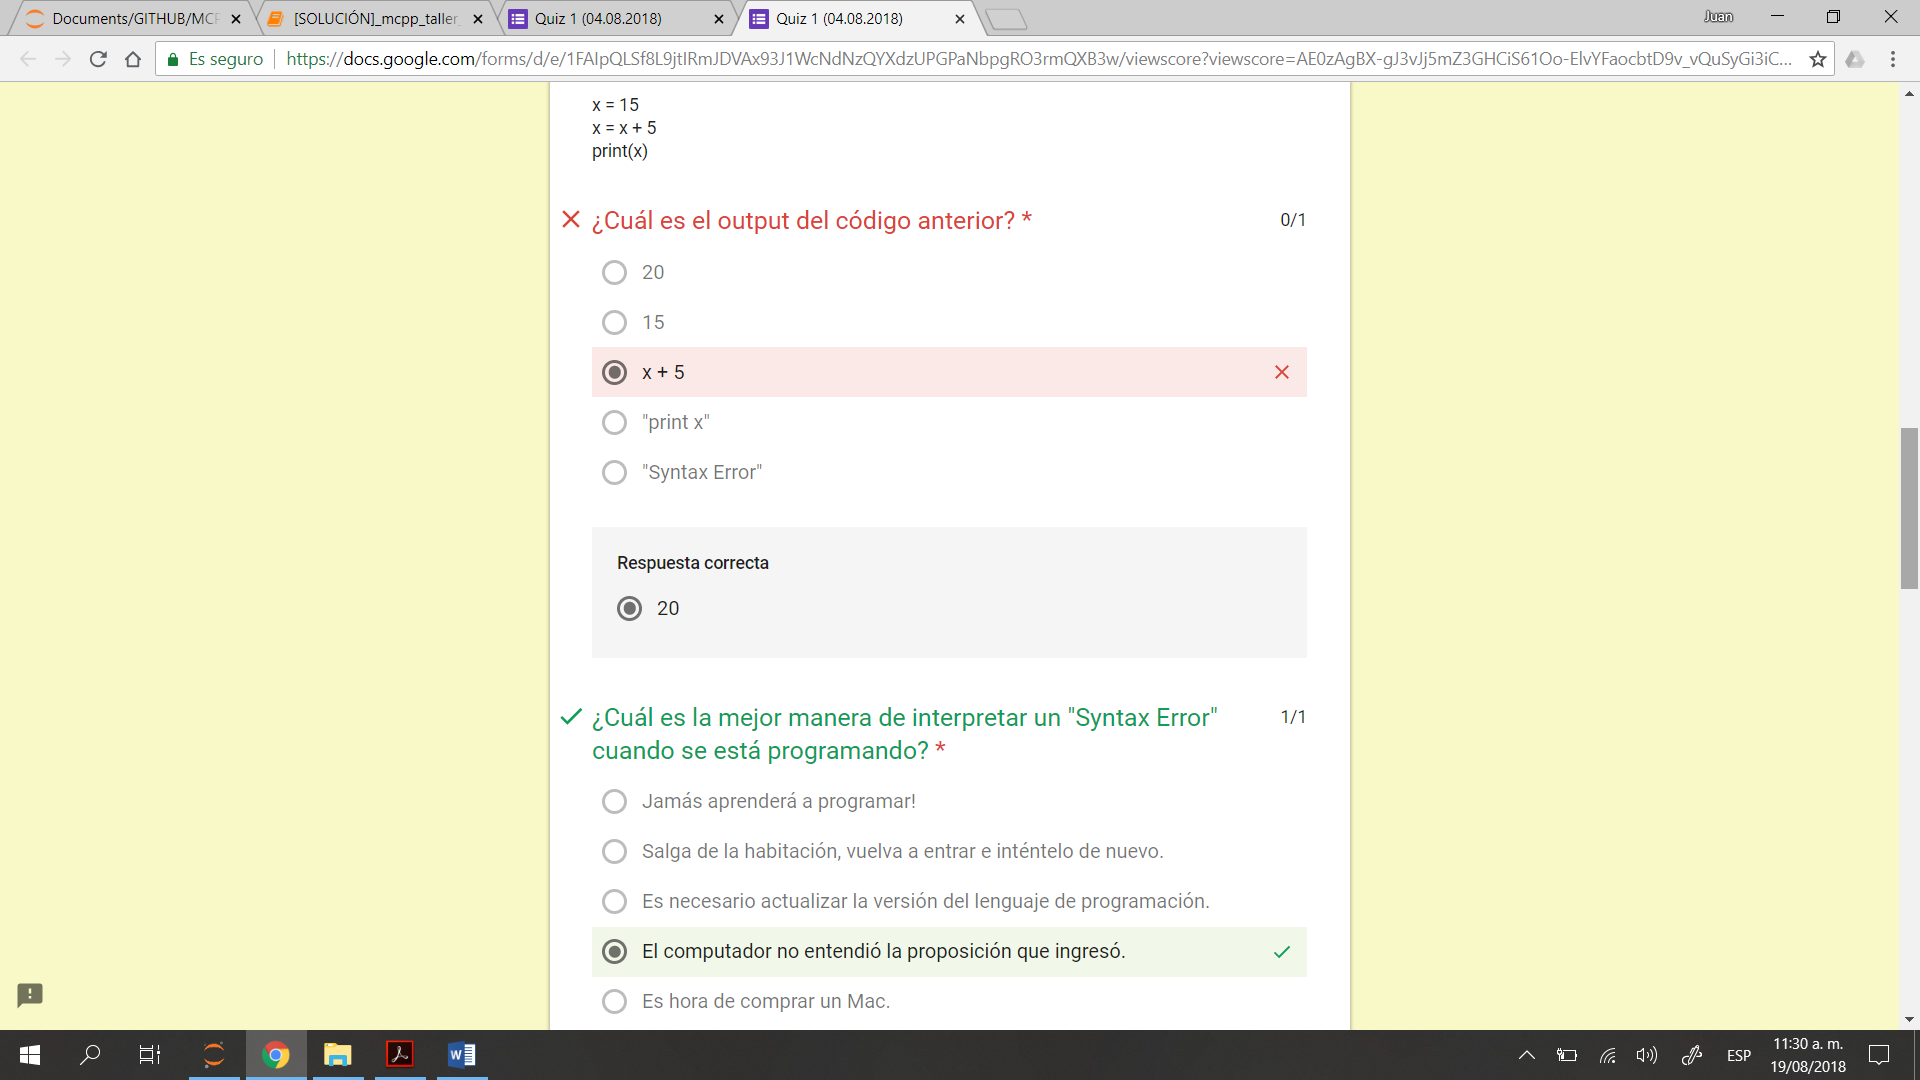 Documents/GITHUB/MCP
[SOLUCIÓN]_mcpp_taller_
Quiz 1 (04.08.2018)
Quiz 1 (04.08.2018)
Juan
Es seguro
https://docs.google.com/forms/d/e/1FAIpQLSf8L9jtIRmJDVAx93J1WcNdNzQYXdzUPGPaNbpgRO3rmQXB3w/viewscore?viewscore=AE0zAgBX-gJ3vJj5mZ3GHCiS61Oo-ElvYFaocbtD9v_vQuSyGi3iC...
x = 15
x = x + 5
print(x)
¿Cuál es el output del código anterior? *
0/1
20
15
x + 5
"print x"
"Syntax Error"
Respuesta correcta
20
¿Cuál es la mejor manera de interpretar un "Syntax Error"
1/1
cuando se está programando? *
Jamás aprenderá a programar!
Salga de la habitación, vuelva a entrar e inténtelo de nuevo.
Es necesario actualizar la versión del lenguaje de programación.
El computador no entendió la proposición que ingresó.
Es hora de comprar un Mac.
ESP
11:30 a. m.
19/08/2018